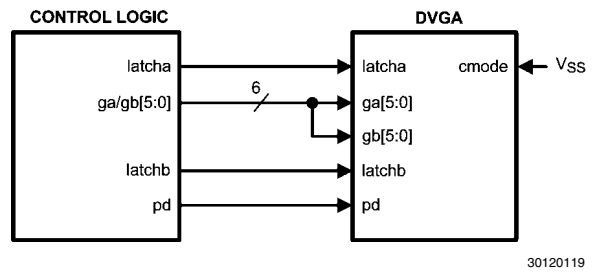 CONTROL LOGIC
DVGA
latcha
latcha
cmode
VSS
6
ga/gb[5:0]
ga[5:0]
gb[5:0]
latchb
latchb
pd
pd
30120119